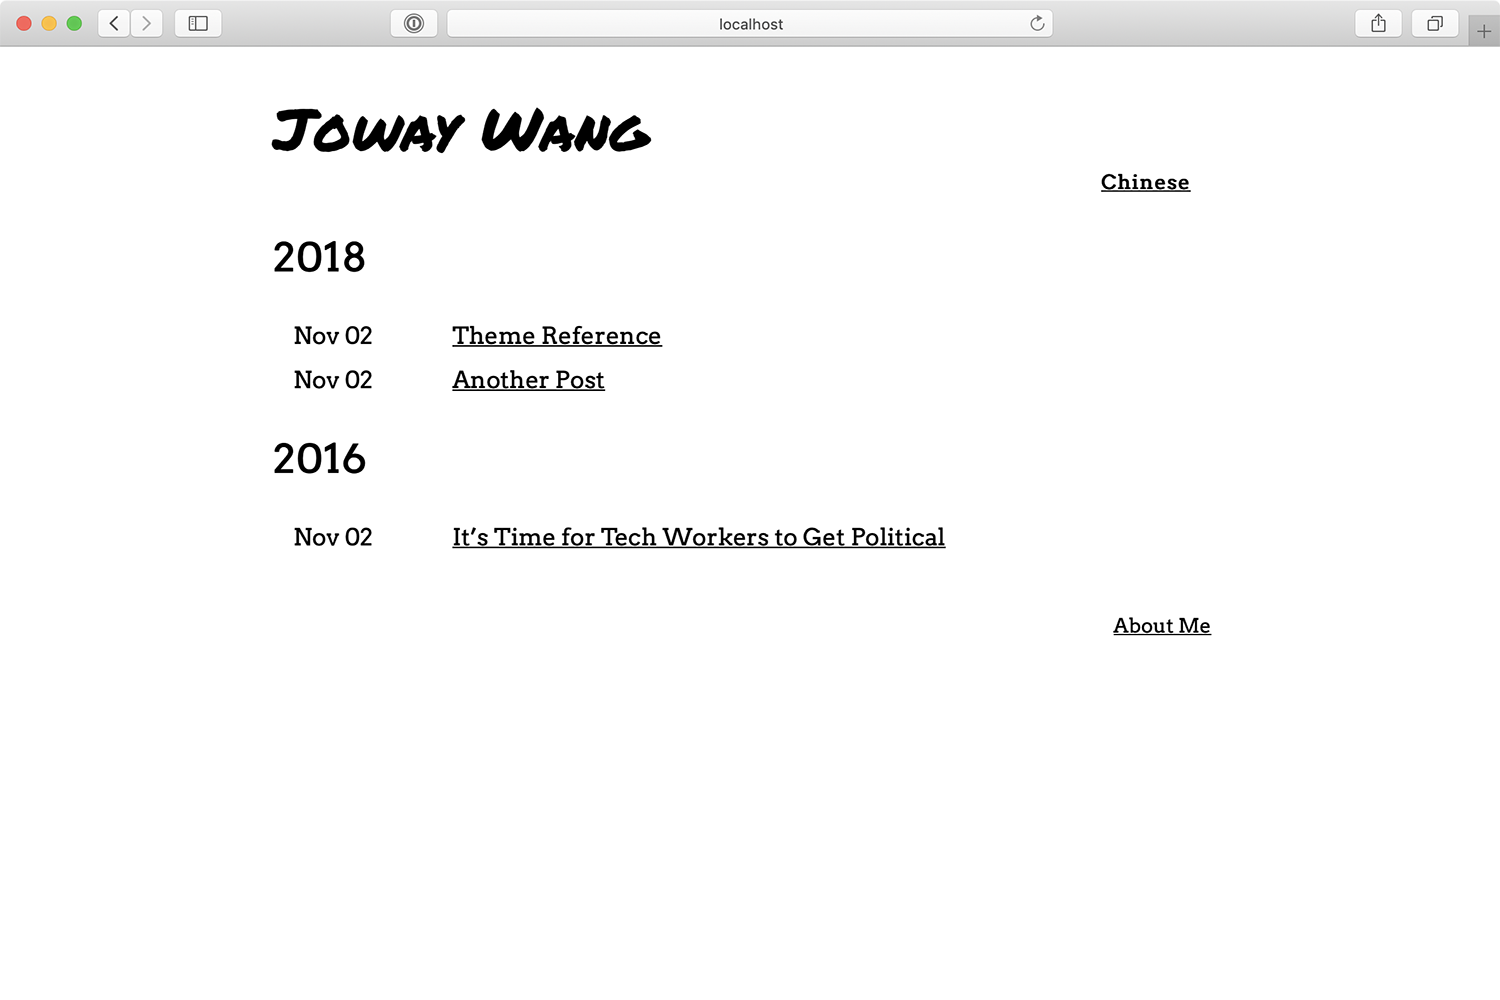 localhost
Joway Wang
Chinese
2018
Nov 02 Theme Reference
Nov 02 Another Post
2016
Nov 02 It’s Time for Tech Workers to Get Political
About Me